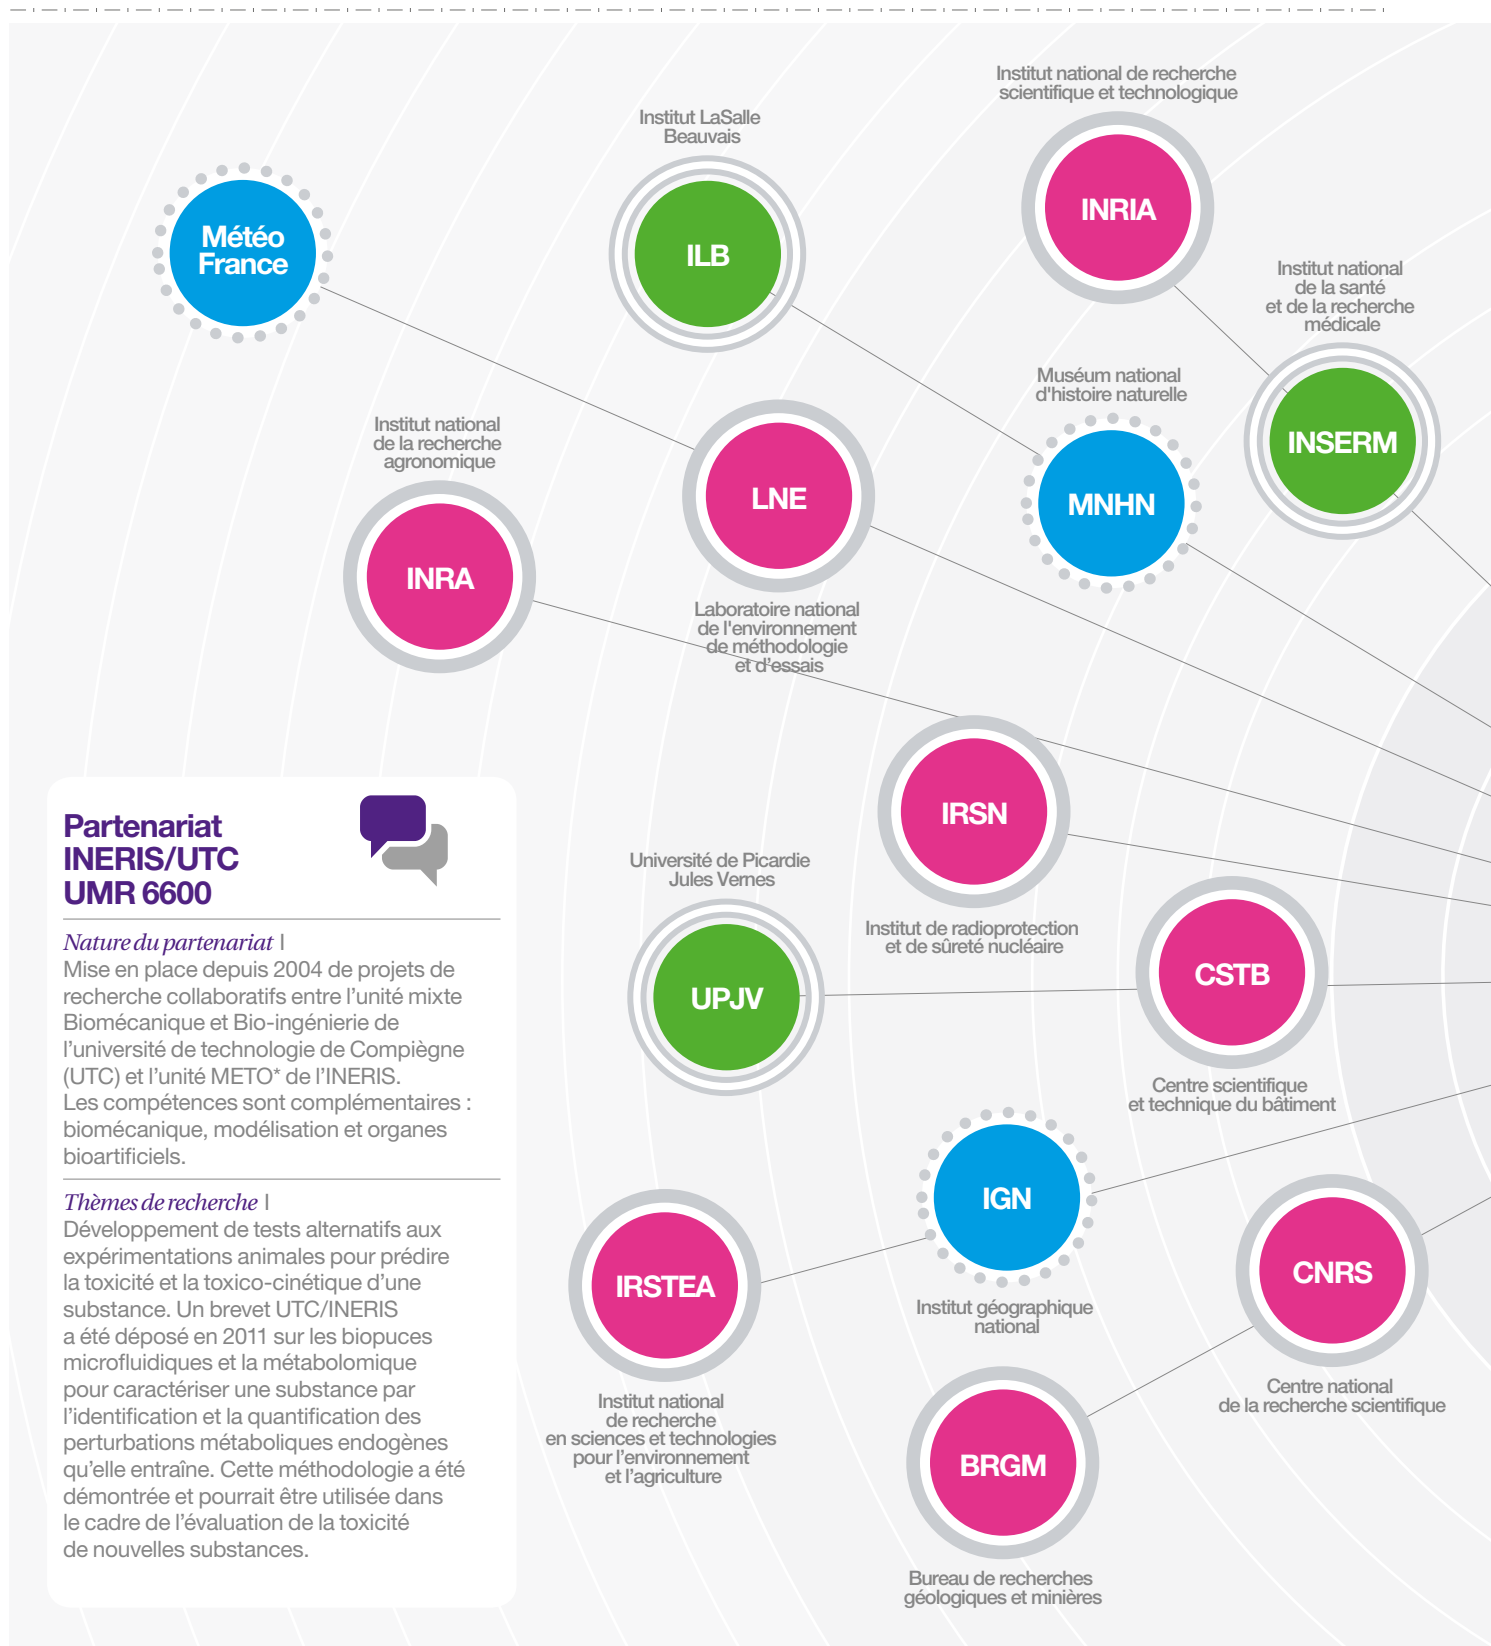 Institut national de recherche
scientifique et technologique
INRIA
Institut LaSalle
Beauvais
ILB
Météo
France
Institut national
de la santé
et de la recherche
médicale
INSERM
Muséum national
d'histoire naturelle
MNHN
Institut national
de la recherche
agronomique
INRA
LNE
Laboratoire national
de l'environnement
de méthodologie
et d'essais
IRSN
Institut de radioprotection
et de sûreté nucléaire
Université de Picardie
Jules Vernes
UPJV
CSTB
Centre scientifique
et technique du bâtiment
IGN
Institut géographique
national
IRSTEA
Institut national
de recherche
en sciences et technologies
pour l'environnement
et l'agriculture
CNRS
Centre national
de la recherche scientifique
BRGM
Bureau de recherches
géologiques et minières
Partenariat
INERIS/UTC
UMR 6600
Nature du partenariat |
Mise en place depuis 2004 de projets de
recherche collaboratifs entre l'unité mixte
Biomécanique et Bio-ingénierie de
l'université de technologie de Compiègne
(UTC) et l'unité METO* de l'INERIS.
Les compétences sont complémentaires :
biomécanique, modélisation et organes
bioartificiels.
Thèmes de recherche |
Développement de tests alternatifs aux
expérimentations animales pour prédire
la toxicité et la toxico-cinétique d'une
substance. Un brevet UTC/INERIS
a été déposé en 2011 sur les biopuces
microfluidiques et la métabolomique
pour caractériser une substance par
l'identification et la quantification des
perturbations métaboliques endogènes
qu'elle entraîne. Cette méthodologie a été
démontrée et pourrait être utilisée dans
le cadre de l'évaluation de la toxicité
de nouvelles substances.